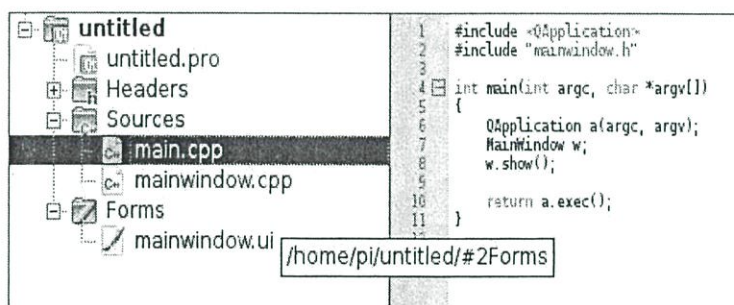 untitled
untitled.pro
Headers
Sources
main.cpp
mainwindow.cpp
Forms
mainwindow.ui
/home/pi/untitled/#2Forms
1 #include <QApplication>
2 #include "mainwindow.h"
3
4 int main(int argc, char *argv[])
5 {
6 QApplication a(argc, argv);
7 MainWindow w;
8 w.show();
9
10 return a.exec();
11 }